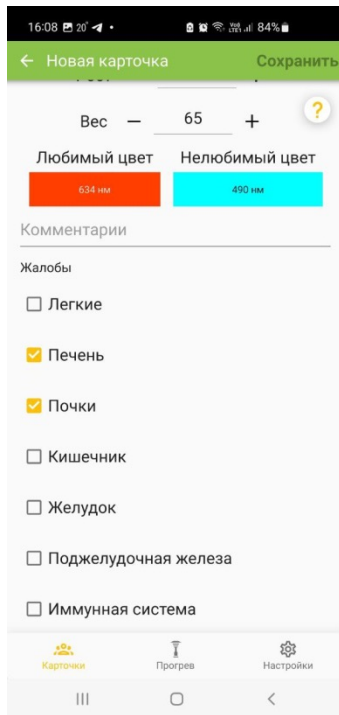 16:08 20°
84%
Новая карточка Сохранить
Вес — 65 + ?
Любимый цвет Нелюбимый цвет
634 нм 490 нм
Комментарии
Жалобы
Легкие
Печень
Почки
Кишечник
Желудок
Поджелудочная железа
Иммунная система
Карточки Прогрев Настройки